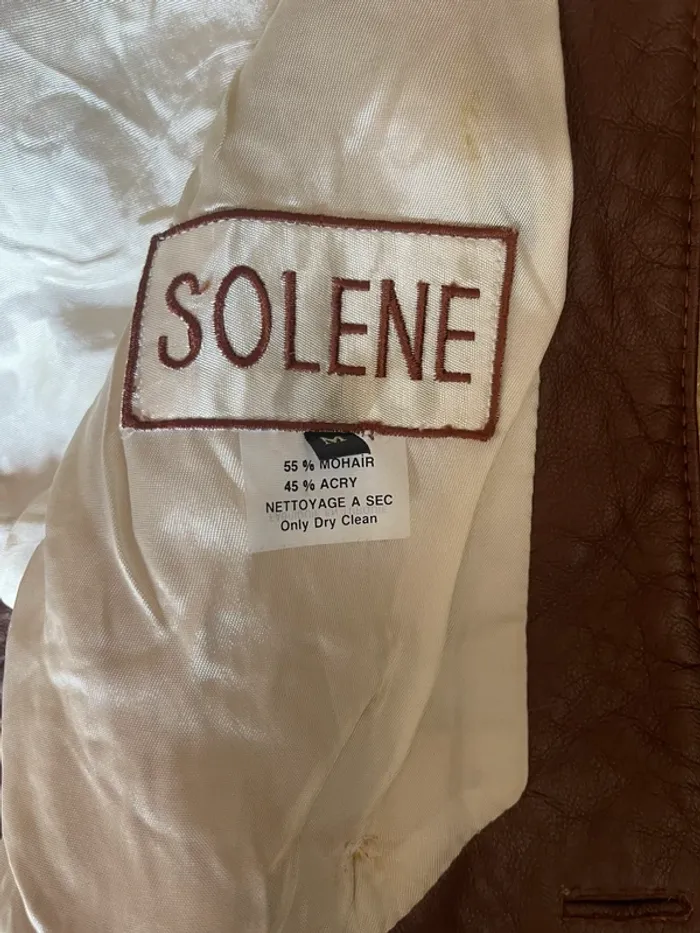 SOLENE
M
55 % MOHAIR
45 % ACRY
NETTOYAGE A SEC
Only Dry Clean